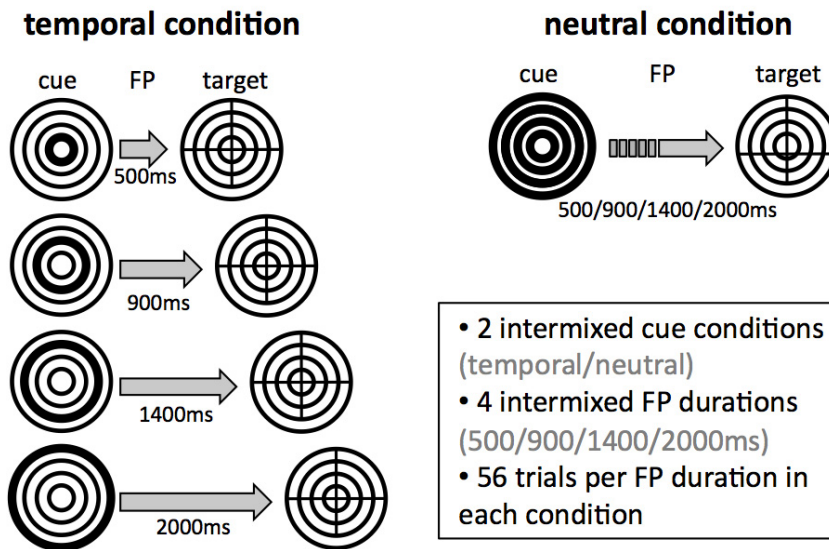 temporal condition
cue FP target
500ms
900ms
1400ms
2000ms
neutral condition
cue FP target
500/900/1400/2000ms
• 2 intermixed cue conditions
(temporal/neutral)
• 4 intermixed FP durations
(500/900/1400/2000ms)
• 56 trials per FP duration in
each condition